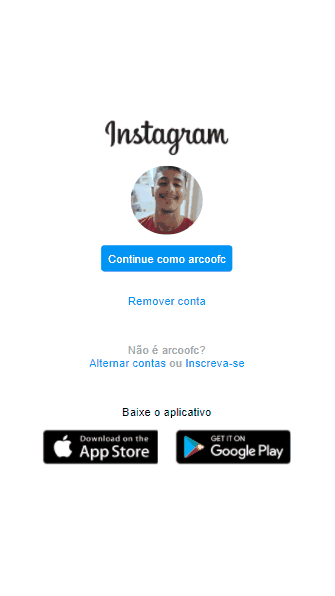 Instagram
Continue como arcoofc
Remover conta
Não é arcoofc?
Alternar contas ou Inscreva-se
Baixe o aplicativo
Download on the
App Store
GET IT ON
Google Play